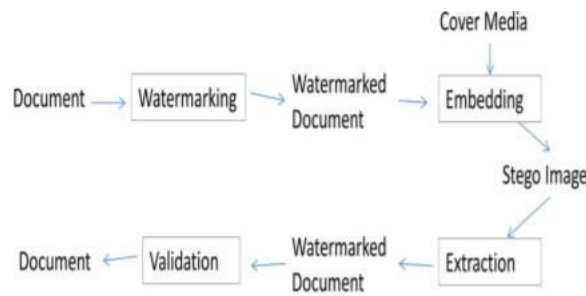 Cover Media
Document
Watermarking
Watermarked
Document
Embedding
Stego Image
Document
Validation
Watermarked
Document
Extraction